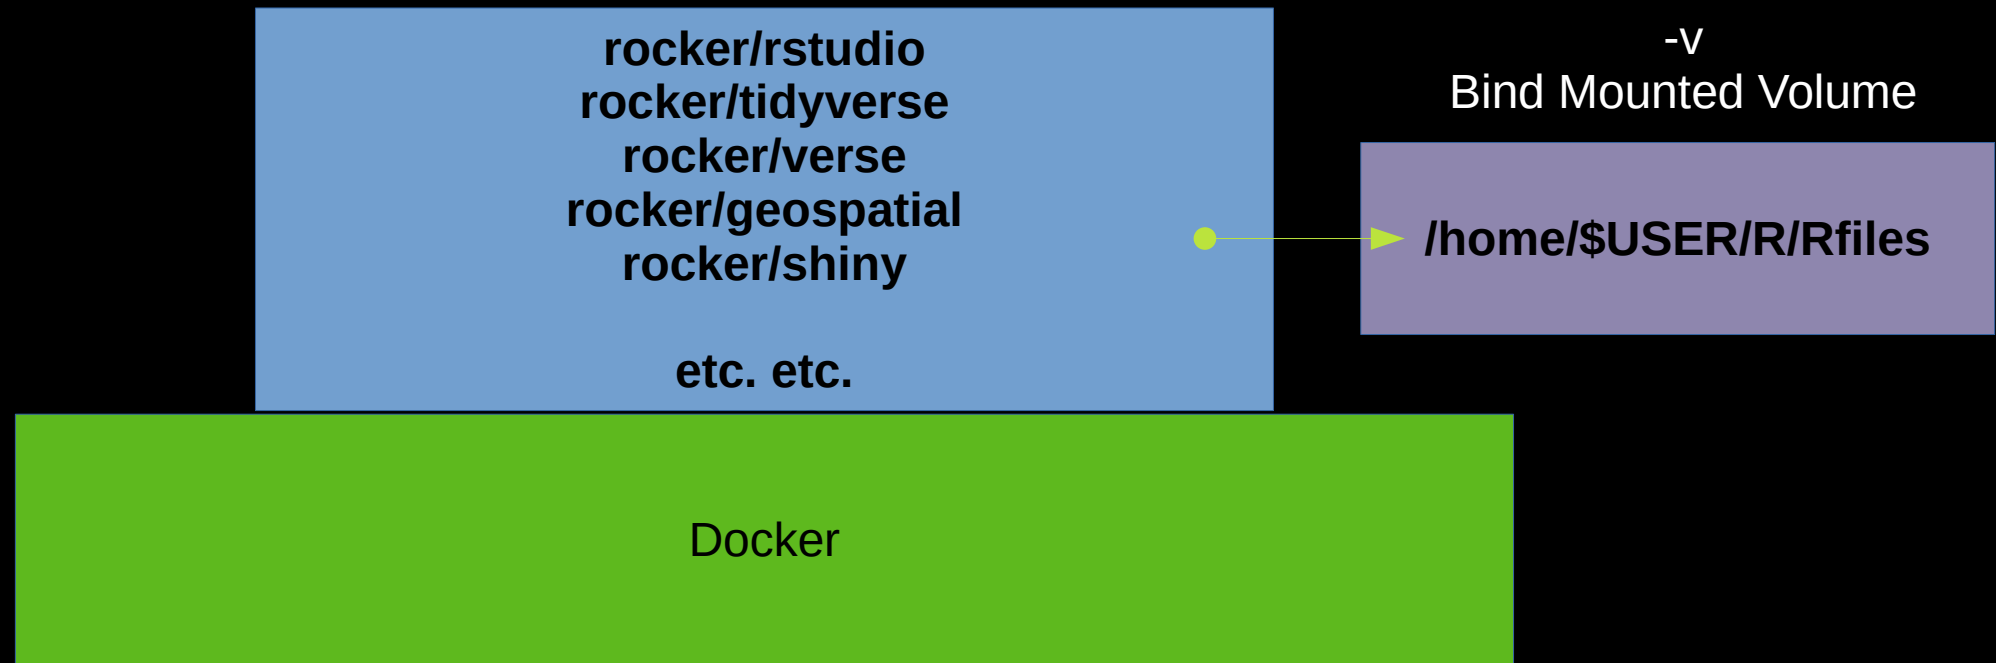 rocker/rstudio
rocker/tidyverse
rocker/verse
rocker/geospatial
rocker/shiny
etc. etc.
-v
Bind Mounted Volume
/home/$USER/R/Rfiles
Docker